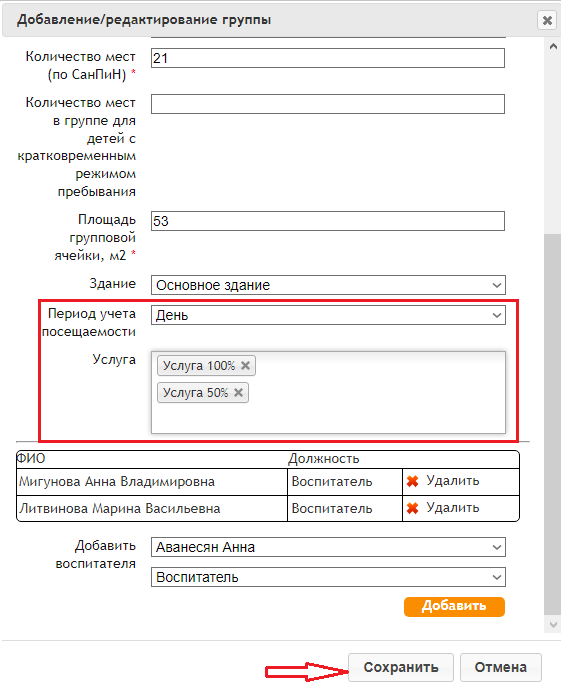 Добавление/редактирование группы
Количество мест
(по СанПиН) *
21
Количество мест
в группе для
детей с
кратковременным
режимом
пребывания
Площадь
групповой
ячейки, м2 *
53
Здание
Основное здание
Период учета
посещаемости
День
Услуга
Услуга 100%
Услуга 50%
ФИО Должность
Мигунова Анна Владимировна Воспитатель Удалить
Литвинова Марина Васильевна Воспитатель Удалить
Добавить
воспитателя
Аванесян Анна
Воспитатель
Добавить
Сохранить Отмена